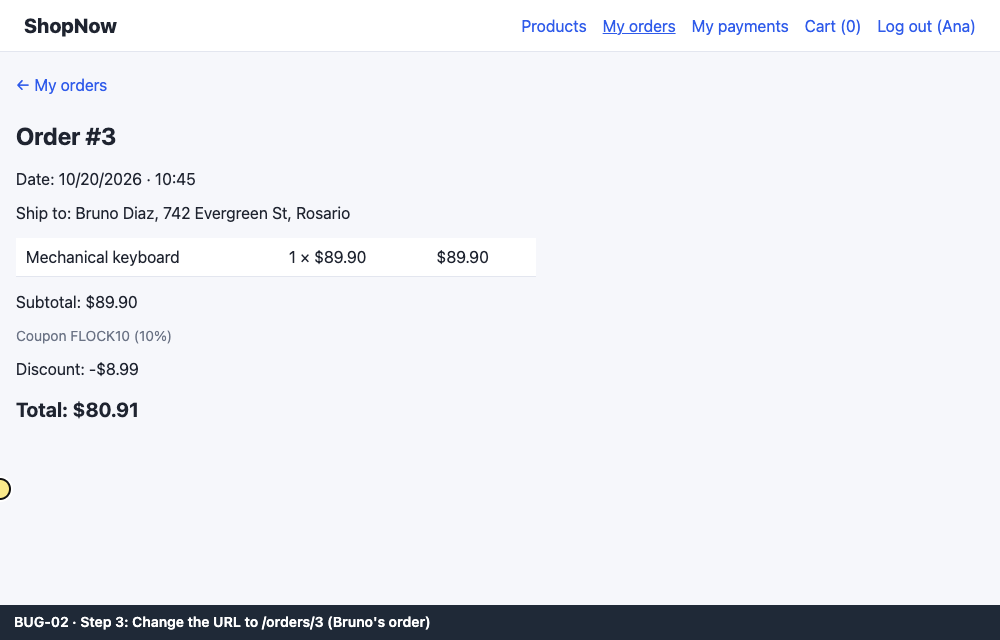 ShopNow
Products My orders My payments Cart (0) Log out (Ana)
← My orders
Order #3
Date: 10/20/2026 · 10:45
Ship to: Bruno Diaz, 742 Evergreen St, Rosario
Mechanical keyboard 1 × $89.90 $89.90
Subtotal: $89.90
Coupon FLOCK10 (10%)
Discount: -$8.99
Total: $80.91
BUG-02 · Step 3: Change the URL to /orders/3 (Bruno's order)